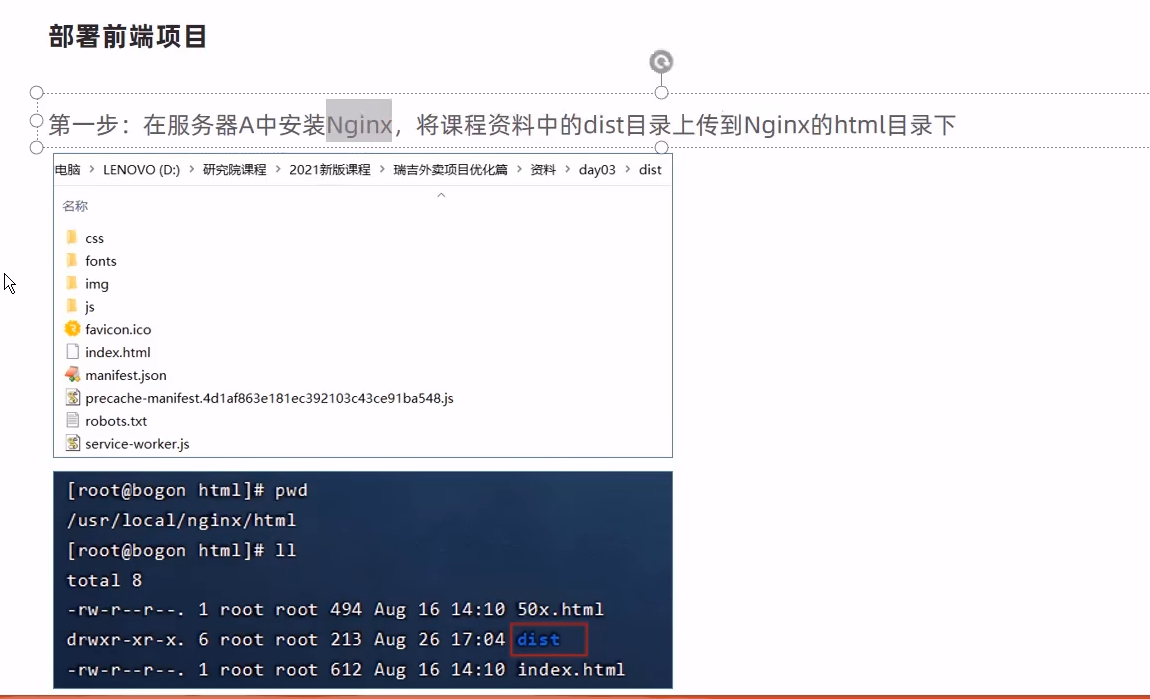 部署前端项目
第一步：在服务器A中安装Nginx，将课程资料中的dist目录上传到Nginx的html目录下
电脑 > LENOVO (D:) > 研究院课程 > 2021新版课程 > 瑞吉外卖项目优化篇 > 资料 > day03 > dist
名称
css
fonts
img
js
favicon.ico
index.html
manifest.json
precache-manifest.4d1af863e181ec392103c43ce91ba548.js
robots.txt
service-worker.js
[root@bogon html]# pwd
/usr/local/nginx/html
[root@bogon html]# ll
total 8
-rw-r--r--. 1 root root 494 Aug 16 14:10 50x.html
drwxr-xr-x. 6 root root 213 Aug 26 17:04 dist
-rw-r--r--. 1 root root 612 Aug 16 14:10 index.html